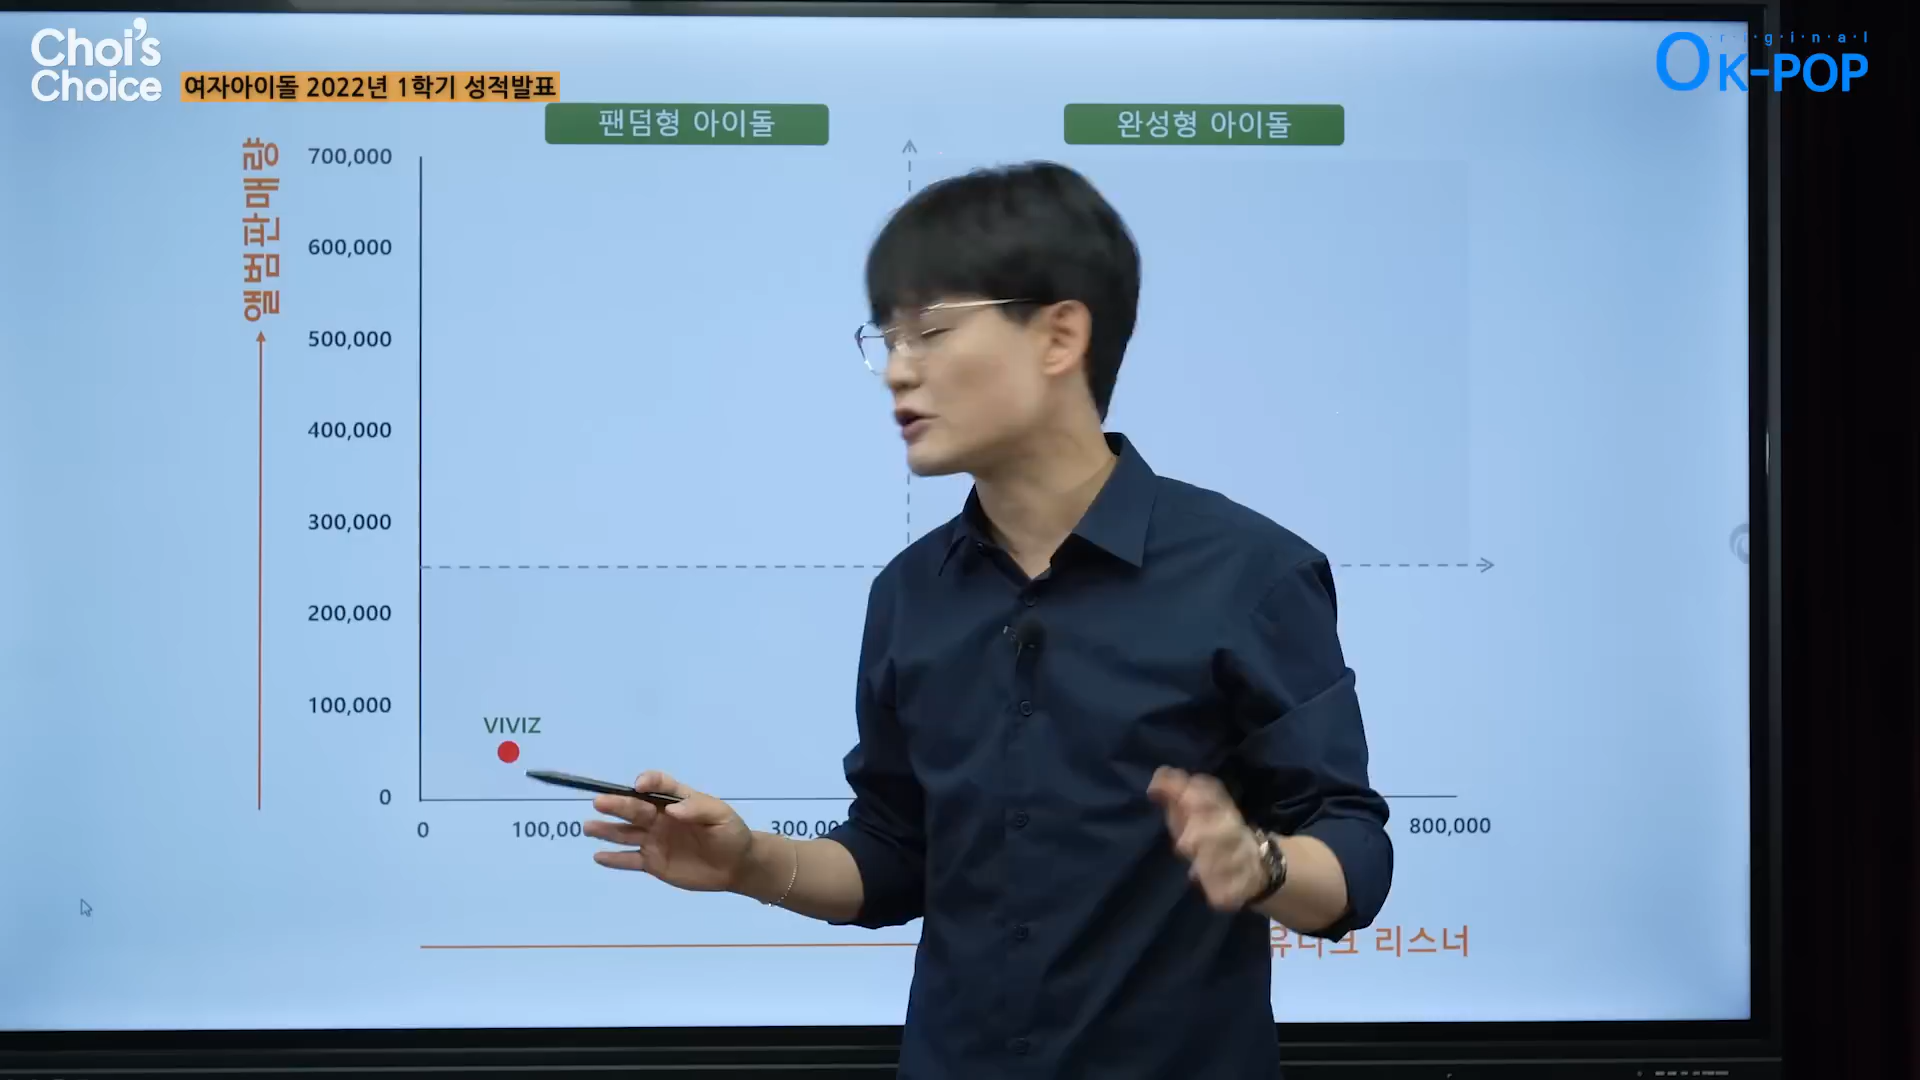 Choi's
Choice
여자아이돌 2022년 1학기 성적발표
Original
K-POP
팬덤형 아이돌
완성형 아이돌
앨범판매량
700,000
600,000
500,000
400,000
300,000
200,000
100,000
0
VIVIZ
0
800,000
리스너